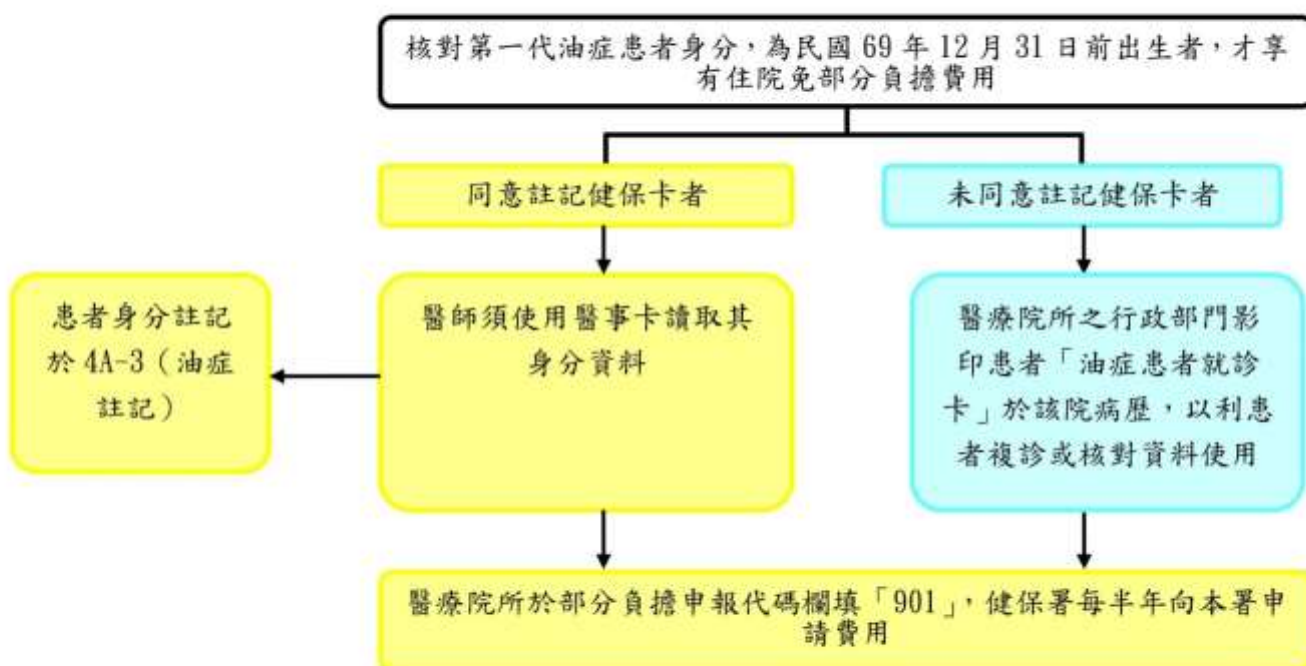 核對第一代油症患者身分，為民國 69 年 12 月 31 日前出生者，才享
有住院免部分負擔費用
同意註記健保卡者
未同意註記健保卡者
患者身分註記
於 4A-3（油症
註記）
醫師須使用醫事卡讀取其
身分資料
醫療院所之行政部門影
印患者「油症患者就診
卡」於該院病歷，以利患
者複診或核對資料使用
醫療院所於部分負擔申報代碼欄填「901」，健保署每半年向本署申
請費用